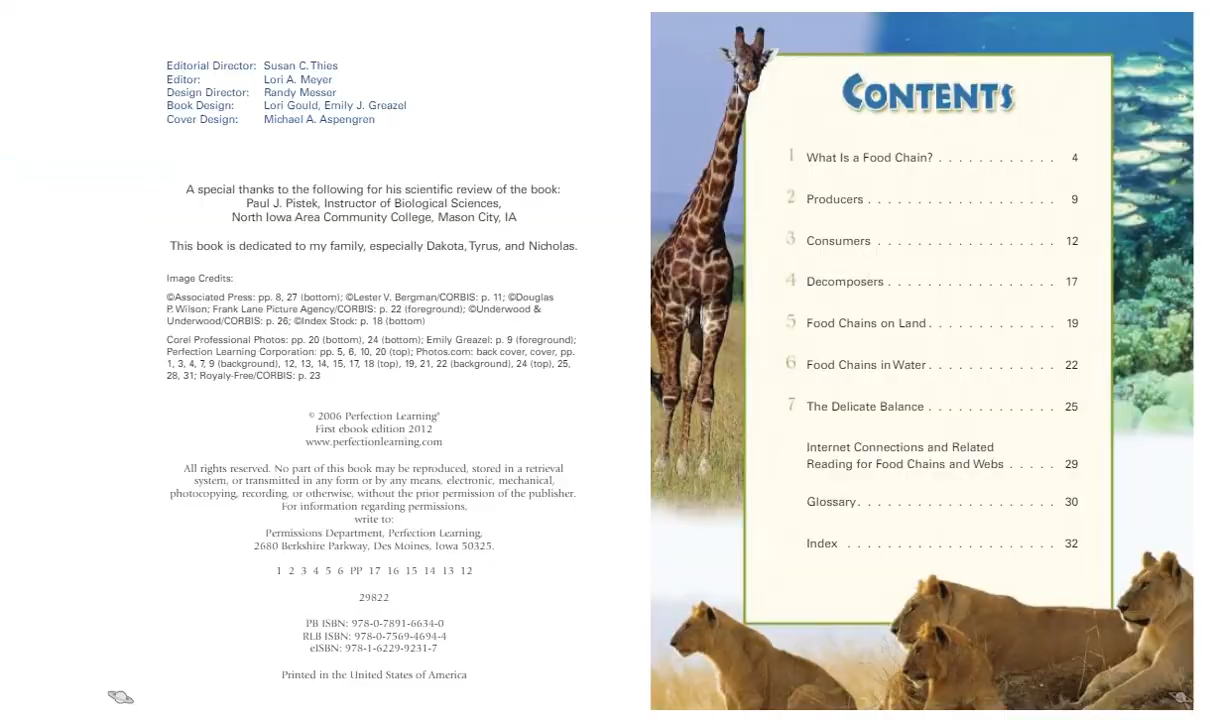 Editorial Director: Susan C. Thies
Editor: Lori A. Meyer
Design Director: Randy Messer
Book Design: Lori Gould, Emily J. Greazel
Cover Design: Michael A. Aspengren
A special thanks to the following for his scientific review of the book:
Paul J. Pistek, Instructor of Biological Sciences,
North Iowa Area Community College, Mason City, IA
This book is dedicated to my family, especially Dakota, Tyrus, and Nicholas.
Image Credits:
©Associated Press: pp. 8, 27 (bottom); ©Lester V. Bergman/CORBIS: p. 11; ©Douglas
P. Wilson; Frank Lane Picture Agency/CORBIS: p. 22 (foreground); ©Underwood &
Underwood/CORBIS: p. 26; ©Index Stock: p. 18 (bottom)
Corel Professional Photos: pp. 20 (bottom), 24 (bottom); Emily Greazel: p. 9 (foreground);
Perfection Learning Corporation: pp. 5, 6, 10, 20 (top); Photos.com: back cover, cover, pp.
1, 3, 4, 7, 9 (background), 12, 13, 14, 15, 17, 18 (top), 19, 21, 22 (background), 24 (top), 25,
28, 31; Royaly-Free/CORBIS: p. 23
© 2006 Perfection Learning®
First ebook edition 2012
www.perfectionlearning.com
All rights reserved. No part of this book may be reproduced, stored in a retrieval
system, or transmitted in any form or by any means, electronic, mechanical,
photocopying, recording, or otherwise, without the prior permission of the publisher.
For information regarding permissions,
write to:
Permissions Department, Perfection Learning,
2680 Berkshire Parkway, Des Moines, Iowa 50325.
1 2 3 4 5 6 PP 17 16 15 14 13 12
29822
PB ISBN: 978-0-7891-6634-0
RLB ISBN: 978-0-7569-4694-4
eISBN: 978-1-6229-9231-7
Printed in the United States of America
CONTENTS
1 What Is a Food Chain? . . . . . . . . . . . . 4
2 Producers . . . . . . . . . . . . . . . . . . . 9
3 Consumers . . . . . . . . . . . . . . . . . . 12
4 Decomposers . . . . . . . . . . . . . . . . . 17
5 Food Chains on Land . . . . . . . . . . . . . 19
6 Food Chains in Water . . . . . . . . . . . . . 22
7 The Delicate Balance . . . . . . . . . . . . . 25
Internet Connections and Related
Reading for Food Chains and Webs . . . . . 29
Glossary . . . . . . . . . . . . . . . . . . . . 30
Index . . . . . . . . . . . . . . . . . . . . . 32